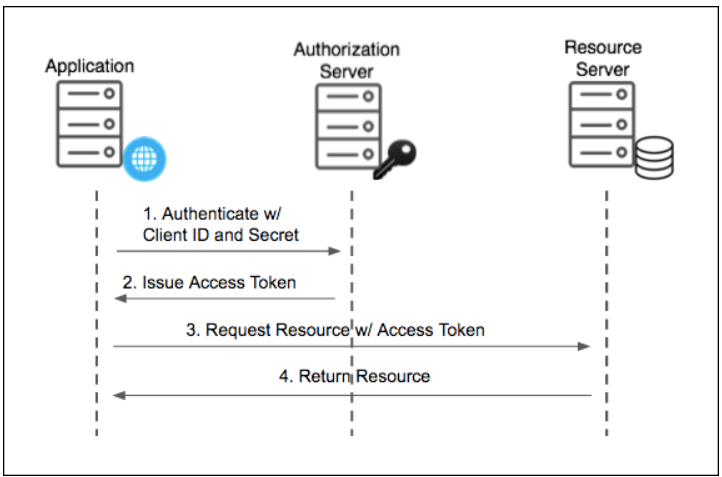 Application
Authorization
Server
Resource
Server
1. Authenticate w/
Client ID and Secret
2. Issue Access Token
3. Request Resource w/ Access Token
4. Return Resource